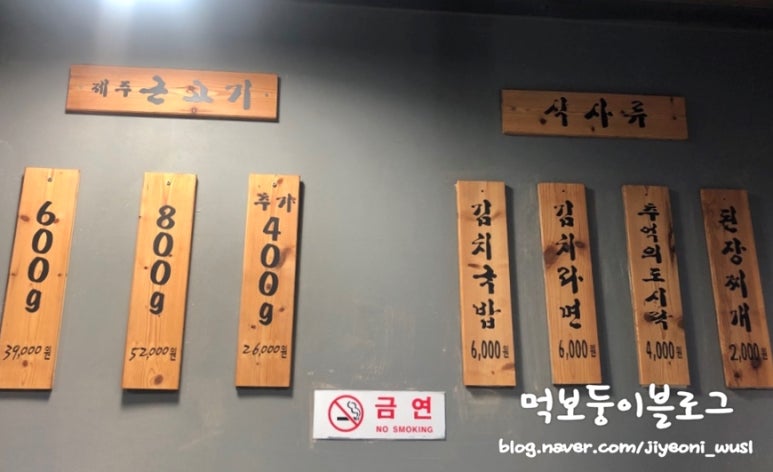 제주 근고기
600g
39,000원
800g
52,000원
추가
400g
26,000원
식사류
김치국밥
6,000원
김치라면
6,000원
추억의도시락
4,000원
된장찌개
2,000원
금연
NO SMOKING
먹보둥이블로그
blog.naver.com/Jiyeoni_wusl